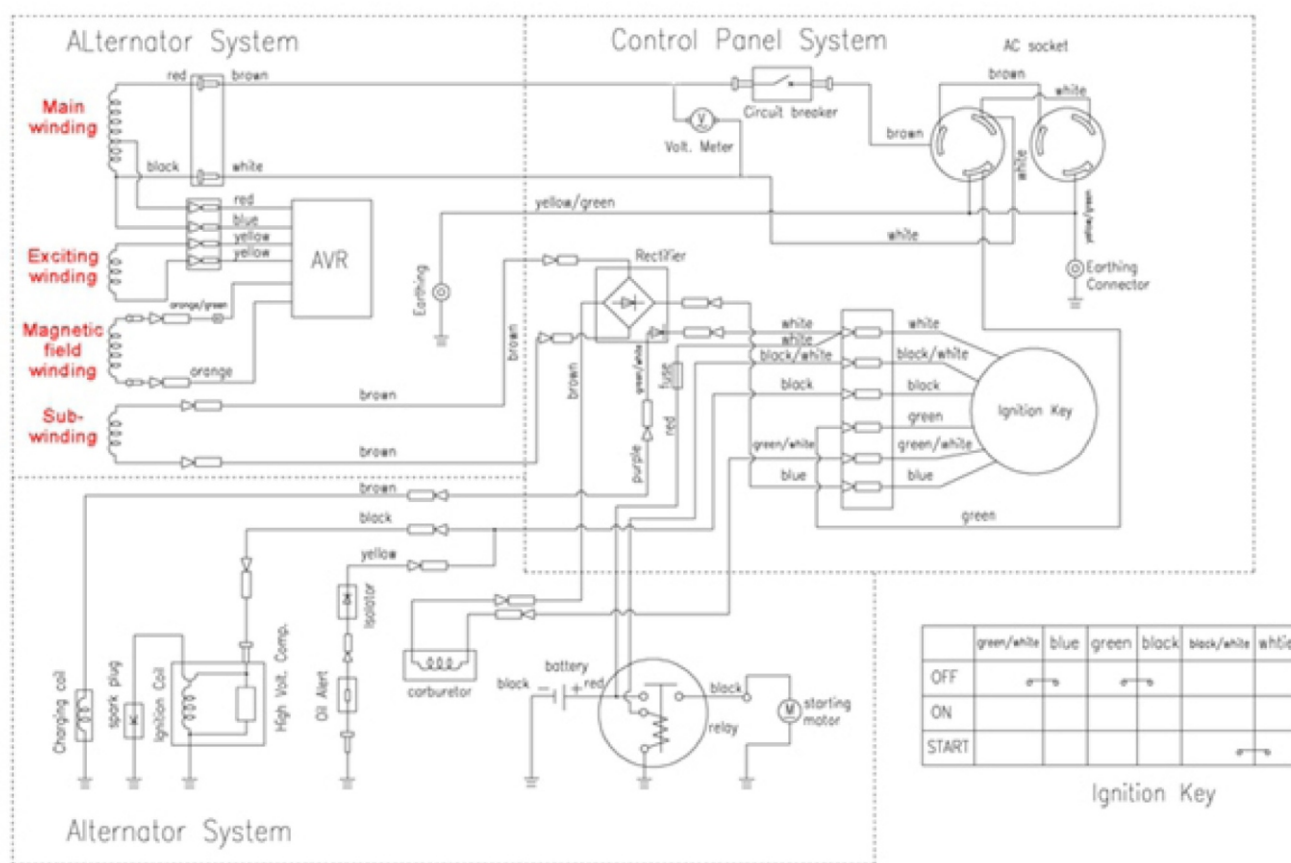 ALternator System
Control Panel System
AC socket
red
brown
brown
white
Main
winding
Circuit breaker
V
Volt. Meter
brown
white
black
white
red
blue
yellow
yellow
AVR
yellow/green
white
yellow/green
Exciting
winding
Rectifier
Earthing
Earthing
Connector
orange/green
Magnetic
field
winding
orange
brown
brown
green/white
white
white
black/white
fuse
white
black/white
black
black
Ignition Key
brown
red
Sub-
winding
green
green/white
green/white
purple
brown
blue
blue
brown
green
black
yellow
Isolator
High Volt. Comp.
Oil Alert
Charging coil
spark plug
Ignition Coil
carburetor
battery
black
-
+
red
black
relay
M
starting
motor
green/white blue green black black/white whtie
OFF
ON
START
Ignition Key
Alternator System